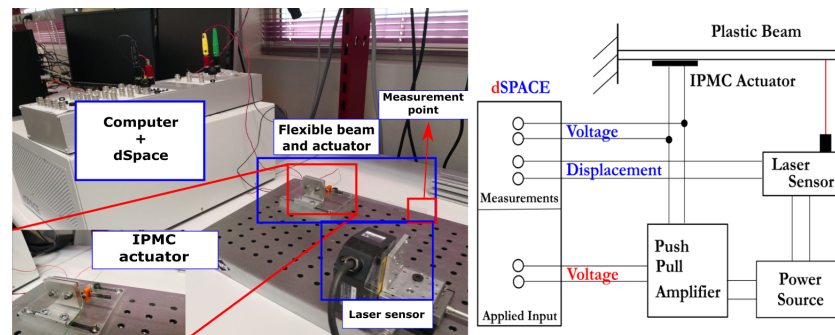 Computer
+
dSpace
Flexible beam
and actuator
Measurement
point
IPMC
actuator
Laser sensor
Plastic Beam
IPMC Actuator
dSPACE
Voltage
Displacement
Measurements
Laser
Sensor
Push
Pull
Amplifier
Voltage
Power
Source
Applied Input